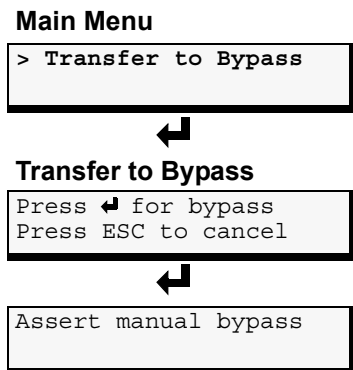 Main Menu
> Transfer to Bypass
Transfer to Bypass
Press ↵ for bypass
Press ESC to cancel
Assert manual bypass